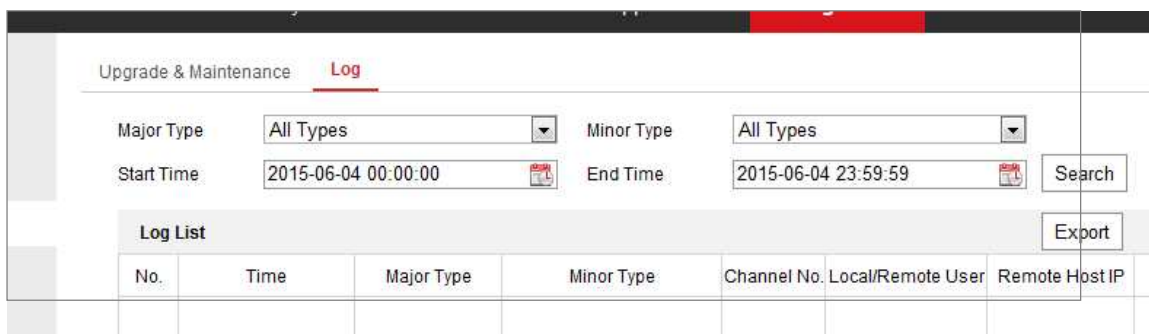 Upgrade & Maintenance Log
Major Type All Types Minor Type All Types
Start Time 2015-06-04 00:00:00 End Time 2015-06-04 23:59:59 Search
Log List Export
No. Time Major Type Minor Type Channel No. Local/Remote User Remote Host IP